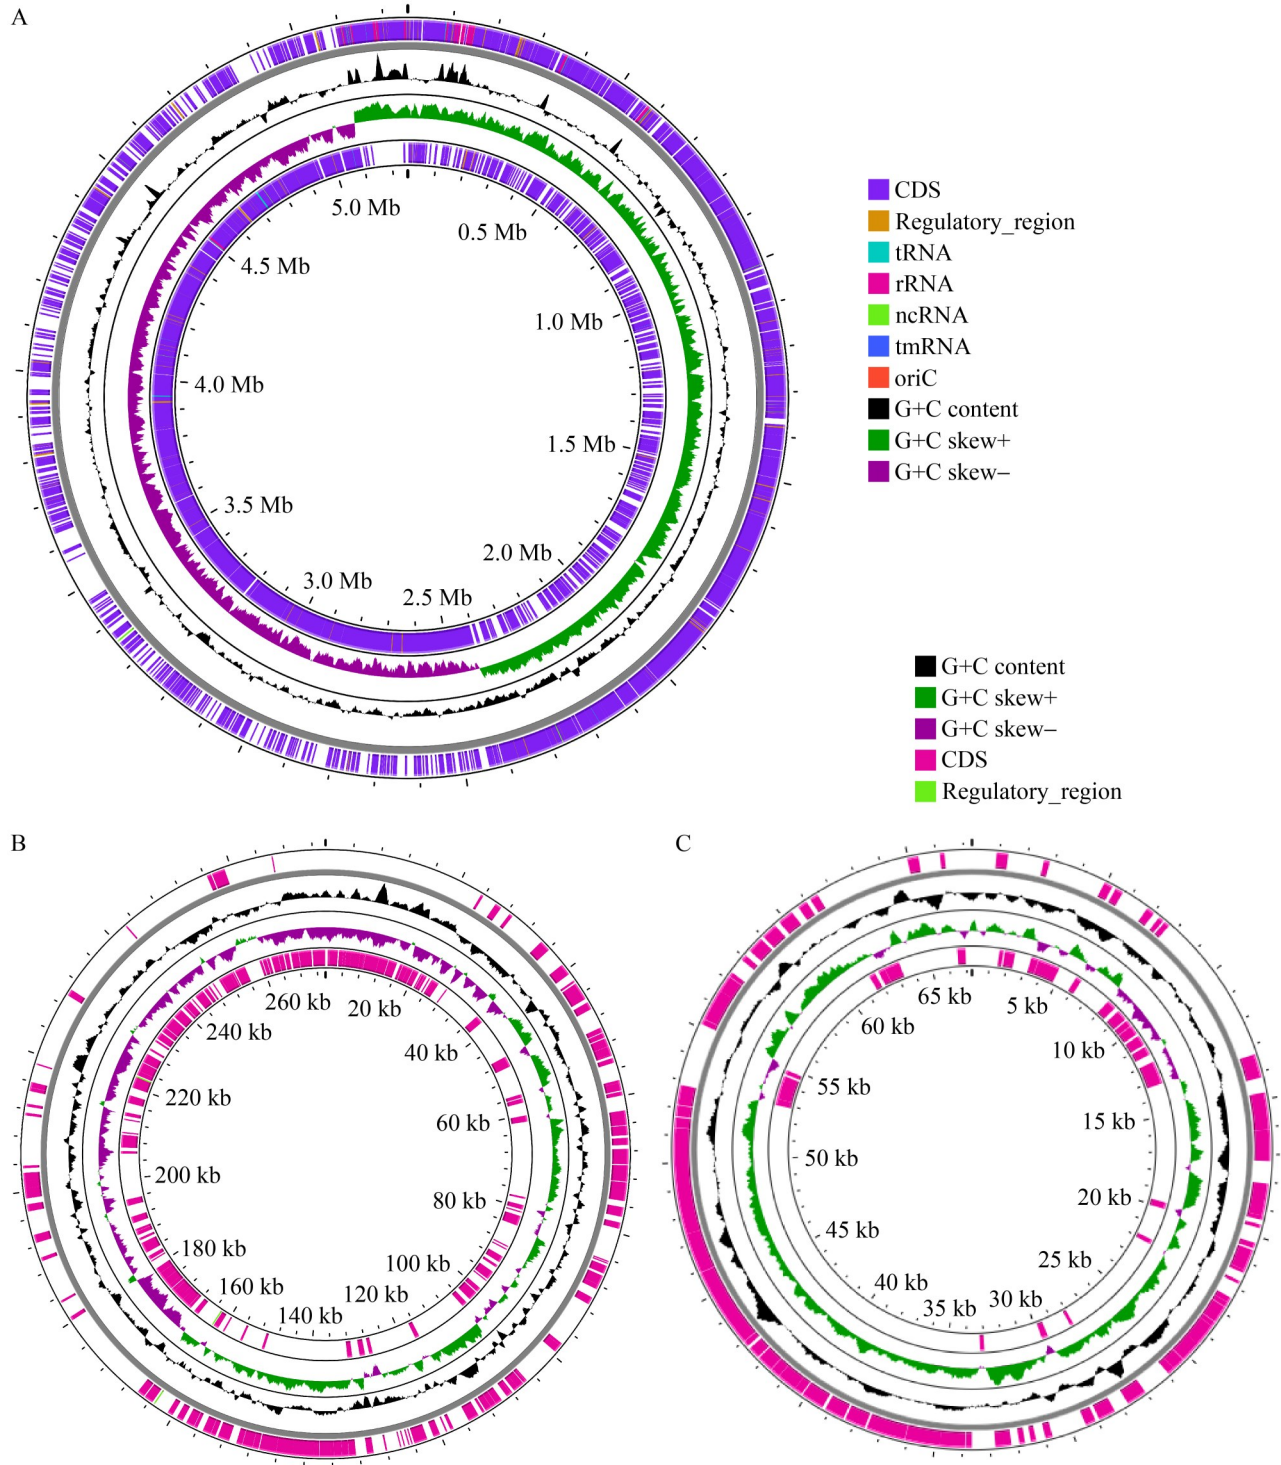 A
5.0 Mb
0.5 Mb
4.5 Mb
1.0 Mb
4.0 Mb
1.5 Mb
3.5 Mb
2.0 Mb
3.0 Mb
2.5 Mb
CDS
Regulatory_region
tRNA
rRNA
ncRNA
tmRNA
oriC
G+C content
G+C skew+
G+C skew−
G+C content
G+C skew+
G+C skew−
CDS
Regulatory_region
B
260 kb
20 kb
240 kb
40 kb
220 kb
60 kb
200 kb
80 kb
180 kb
100 kb
160 kb
120 kb
140 kb
C
65 kb
5 kb
60 kb
10 kb
55 kb
15 kb
50 kb
20 kb
45 kb
25 kb
40 kb
30 kb
35 kb